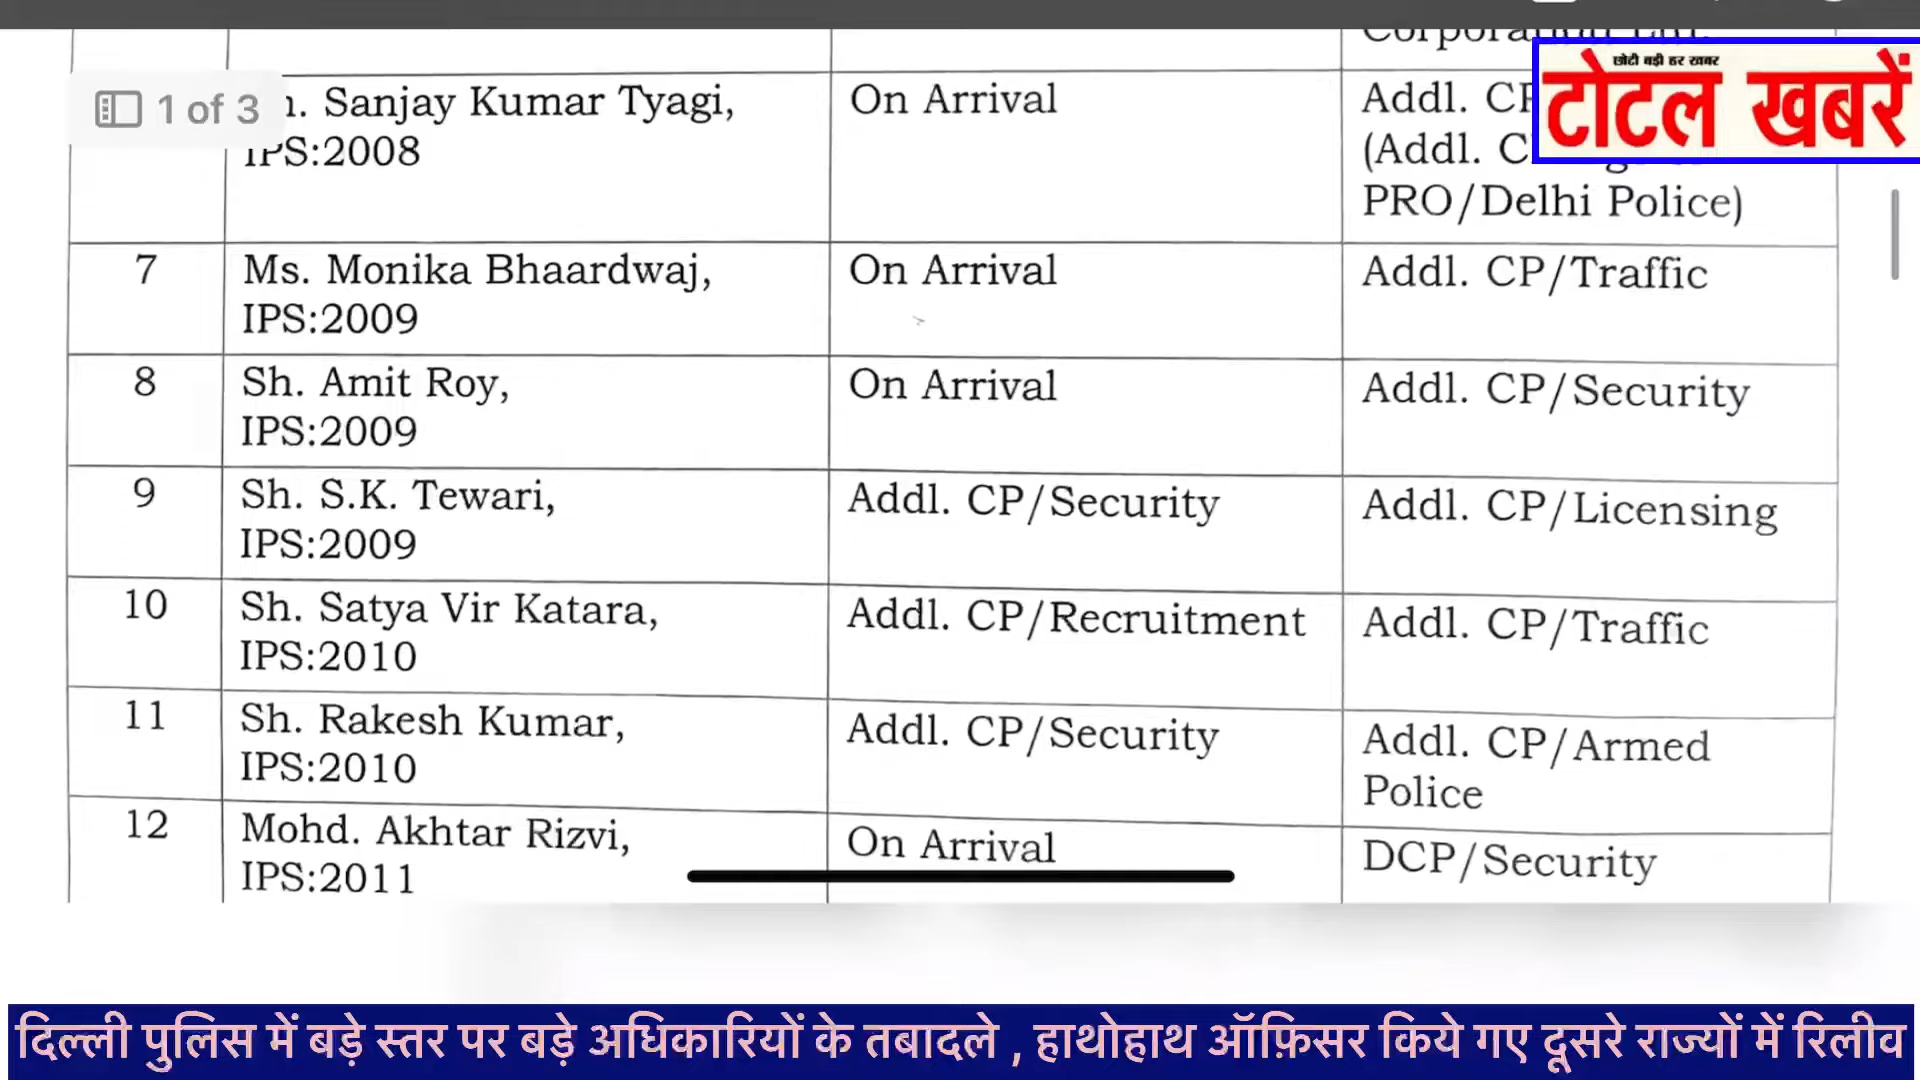 1 of 3
Sanjay Kumar Tyagi,
IPS:2008
On Arrival
Addl.
(Addl.
PRO/Delhi Police)
छोटी बड़ी हर खबर
टोटल खबरें
7
Ms. Monika Bhaardwaj,
IPS:2009
On Arrival
Addl. CP/Traffic
8
Sh. Amit Roy,
IPS:2009
On Arrival
Addl. CP/Security
9
Sh. S.K. Tewari,
IPS:2009
Addl. CP/Security
Addl. CP/Licensing
10
Sh. Satya Vir Katara,
IPS:2010
Addl. CP/Recruitment
Addl. CP/Traffic
11
Sh. Rakesh Kumar,
IPS:2010
Addl. CP/Security
Addl. CP/Armed
Police
12
Mohd. Akhtar Rizvi,
IPS:2011
On Arrival
DCP/Security
दिल्ली पुलिस में बड़े स्तर पर बड़े अधिकारियों के तबादले , हाथोहाथ ऑफ़िसर किये गए दूसरे राज्यों में रिलीव